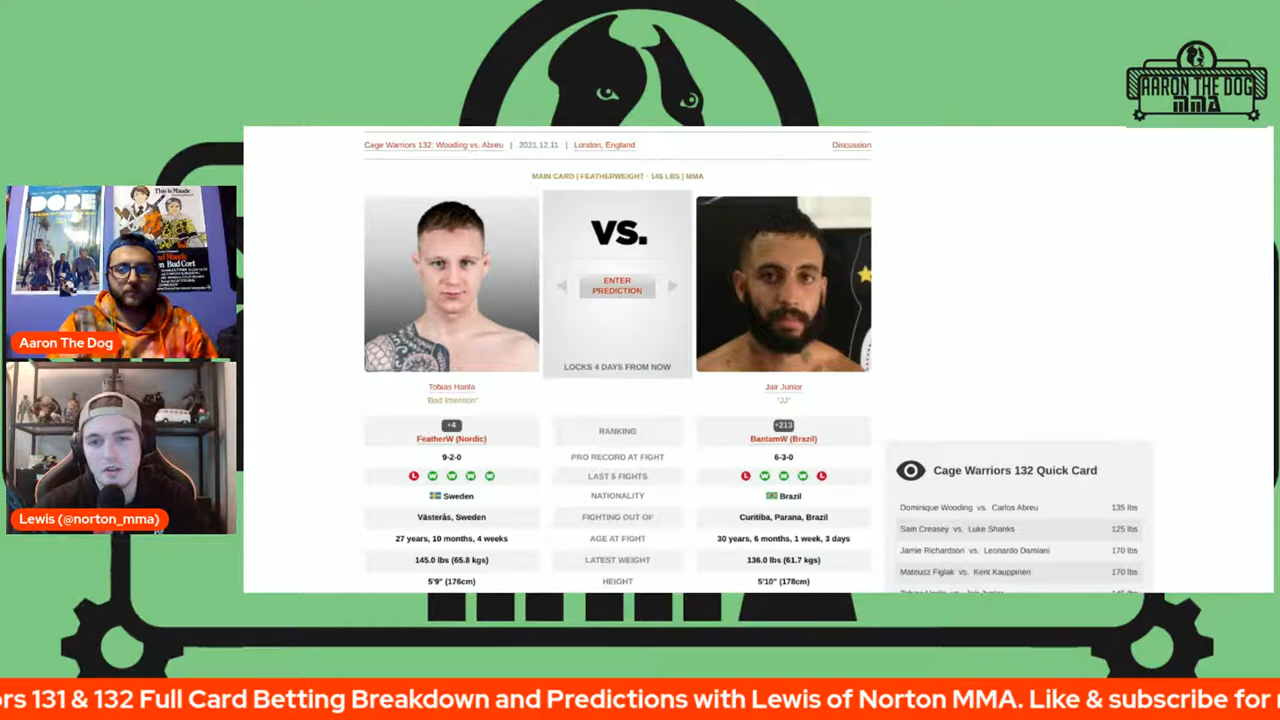 AARON THE DOG
MMA
Cage Warriors 132: Wooding vs. Abreu | 2021.12.11 | London, England
Discussion
MAIN CARD | FEATHERWEIGHT · 145 LBS | MMA
VS.
ENTER
PREDICTION
LOCKS 4 DAYS FROM NOW
DOPE
This is Maude
Bud Cort
Aaron The Dog
Lewis (@norton_mma)
Tobias Harila
"Bad Intention"
Jair Junior
"JJ"
+4
FeatherW (Nordic)
RANKING
+213
BantamW (Brazil)
9-2-0
PRO RECORD AT FIGHT
6-3-0
L W W W W
LAST 5 FIGHTS
L W W W L
Sweden
NATIONALITY
Brazil
Västerås, Sweden
FIGHTING OUT OF
Curitiba, Parana, Brazil
27 years, 10 months, 4 weeks
AGE AT FIGHT
30 years, 6 months, 1 week, 3 days
145.0 lbs (65.8 kgs)
LATEST WEIGHT
136.0 lbs (61.7 kgs)
5'9" (176cm)
HEIGHT
5'10" (178cm)
Cage Warriors 132 Quick Card
Dominique Wooding vs. Carlos Abreu 135 lbs
Sam Creasey vs. Luke Shanks 125 lbs
Jamie Richardson vs. Leonardo Damiani 170 lbs
Mateusz Figlak vs. Kent Kauppinen 170 lbs
ors 131 & 132 Full Card Betting Breakdown and Predictions with Lewis of Norton MMA. Like & subscribe for